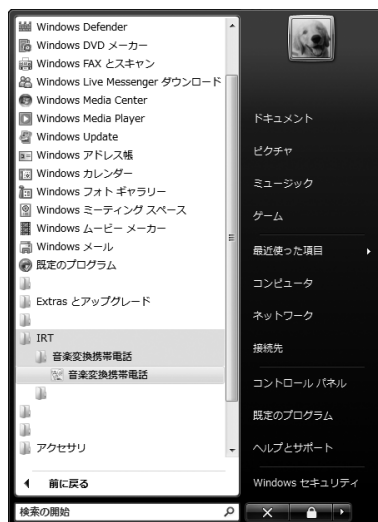 Windows Defender
Windows DVD メーカー
Windows FAX とスキャン
Windows Live Messenger ダウンロード
Windows Media Center
Windows Media Player
Windows Update
Windows アドレス帳
Windows カレンダー
Windows フォト ギャラリー
Windows ミーティング スペース
Windows ムービー メーカー
Windows メール
既定のプログラム
Extras とアップグレード
IRT
音楽変換携帯電話
音楽変換携帯電話
アクセサリ
前に戻る
検索の開始
ドキュメント
ピクチャ
ミュージック
ゲーム
最近使った項目
コンピュータ
ネットワーク
接続先
コントロール パネル
既定のプログラム
ヘルプとサポート
Windows セキュリティ